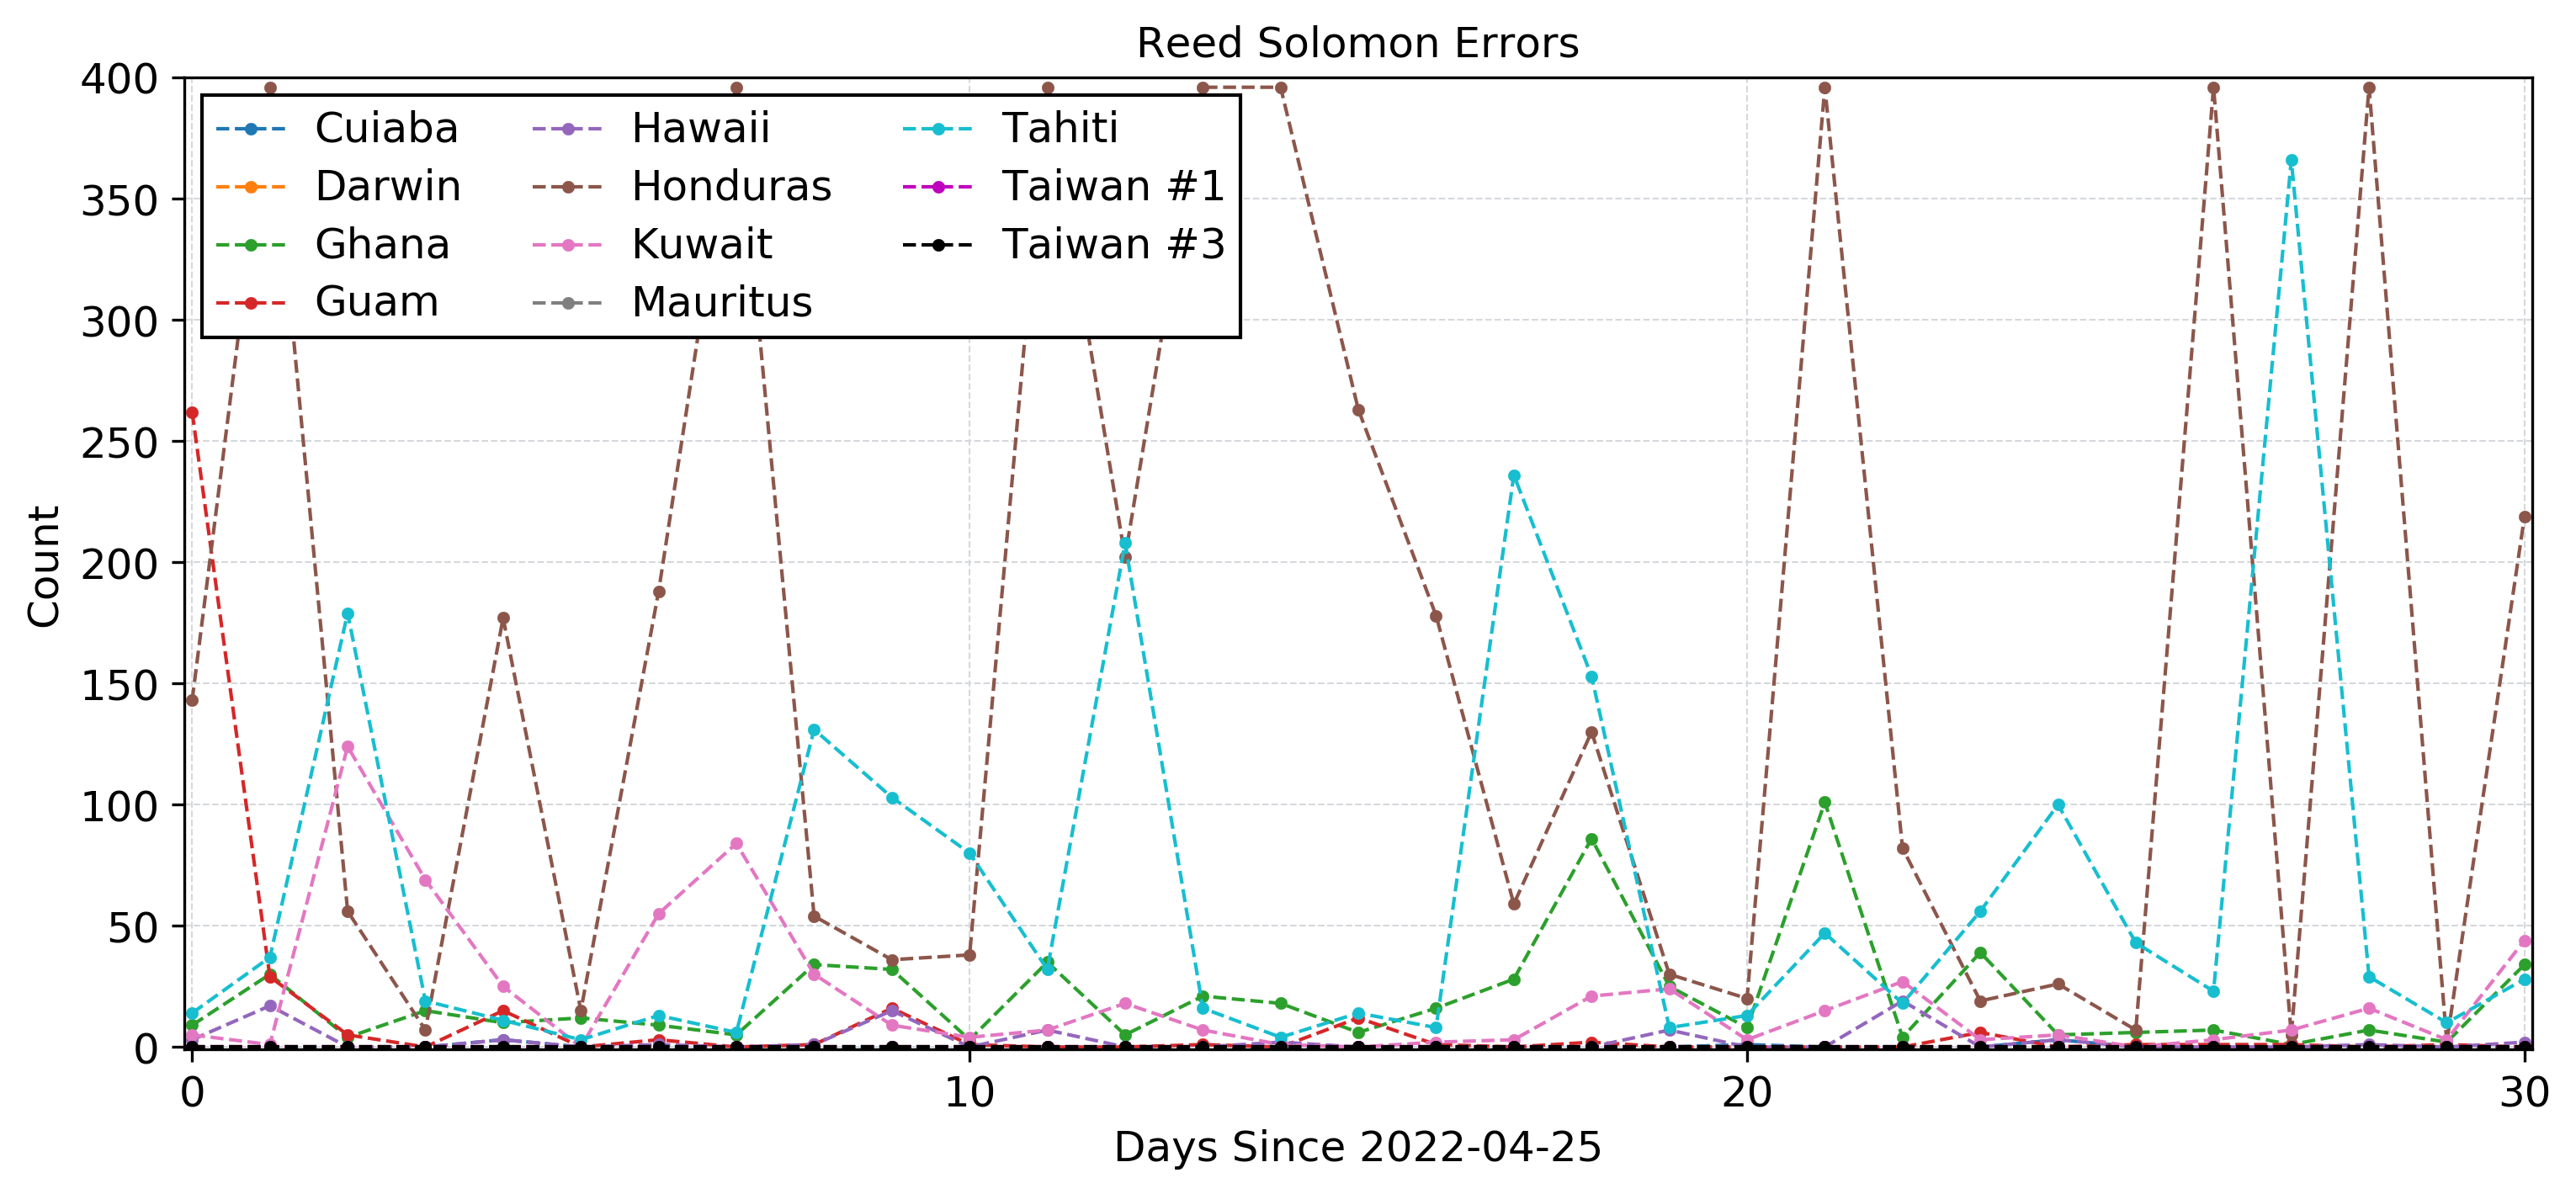 Reed Solomon Errors
400
350
300
250
200
150
100
50
0
Count
Cuiaba
Darwin
Ghana
Guam
Hawaii
Honduras
Kuwait
Mauritus
Tahiti
Taiwan #1
Taiwan #3
0 10 20 30
Days Since 2022-04-25